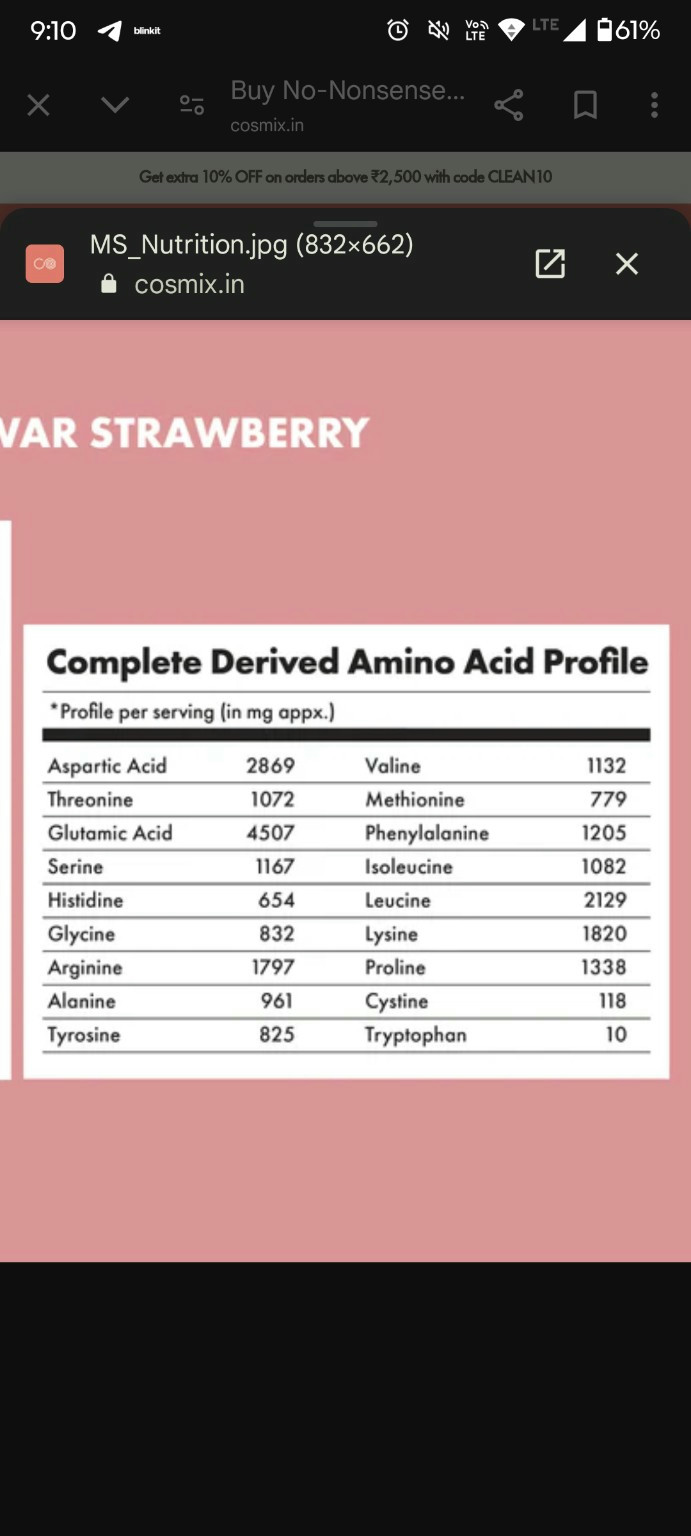 9:10 blinkit Vo) LTE LTE 61%
Buy No-Nonsense...
cosmix.in
Get extra 10% OFF on orders above ₹2,500 with code CLEAN10
MS_Nutrition.jpg (832×662)
cosmix.in
WAR STRAWBERRY
Complete Derived Amino Acid Profile
*Profile per serving (in mg appx.)
Aspartic Acid 2869 Valine 1132
Threonine 1072 Methionine 779
Glutamic Acid 4507 Phenylalanine 1205
Serine 1167 Isoleucine 1082
Histidine 654 Leucine 2129
Glycine 832 Lysine 1820
Arginine 1797 Proline 1338
Alanine 961 Cystine 118
Tyrosine 825 Tryptophan 10